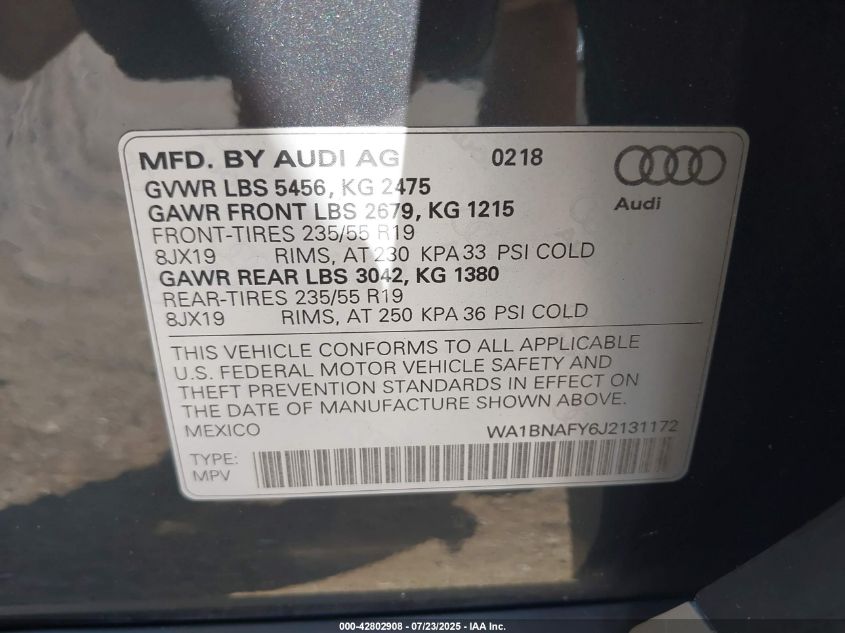 MFD. BY AUDI AG 0218
GVWR LBS 5456, KG 2475
GAWR FRONT LBS 2679, KG 1215
FRONT-TIRES 235/55 R19
8JX19 RIMS, AT 230 KPA 33 PSI COLD
GAWR REAR LBS 3042, KG 1380
REAR-TIRES 235/55 R19
8JX19 RIMS, AT 250 KPA 36 PSI COLD
Audi
THIS VEHICLE CONFORMS TO ALL APPLICABLE
U.S. FEDERAL MOTOR VEHICLE SAFETY AND
THEFT PREVENTION STANDARDS IN EFFECT ON
THE DATE OF MANUFACTURE SHOWN ABOVE.
MEXICO WA1BNAFY6J2131172
TYPE:
MPV
000-42802908 - 07/23/2025 - IAA Inc.